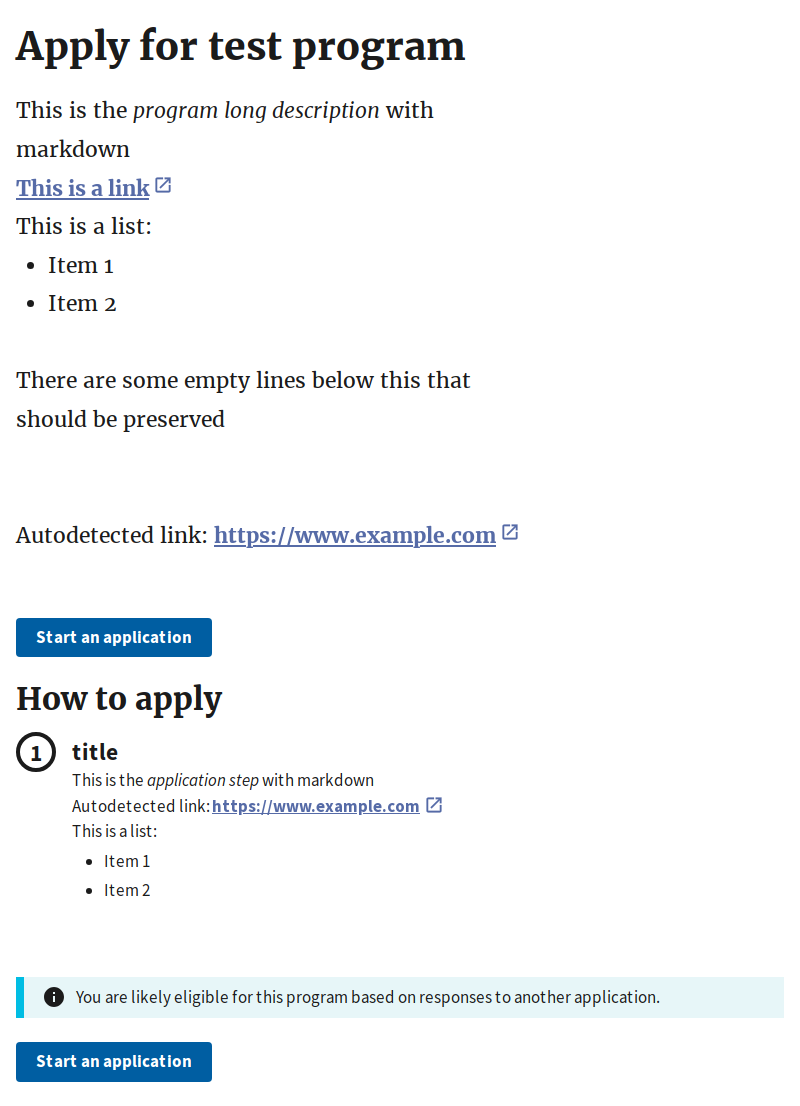 Apply for test program
This is the program long description with
markdown
This is a link
This is a list:
Item 1
Item 2
There are some empty lines below this that
should be preserved
Autodetected link: https://www.example.com
Start an application
How to apply
1 title
This is the application step with markdown
Autodetected link: https://www.example.com
This is a list:
Item 1
Item 2
You are likely eligible for this program based on responses to another application.
Start an application